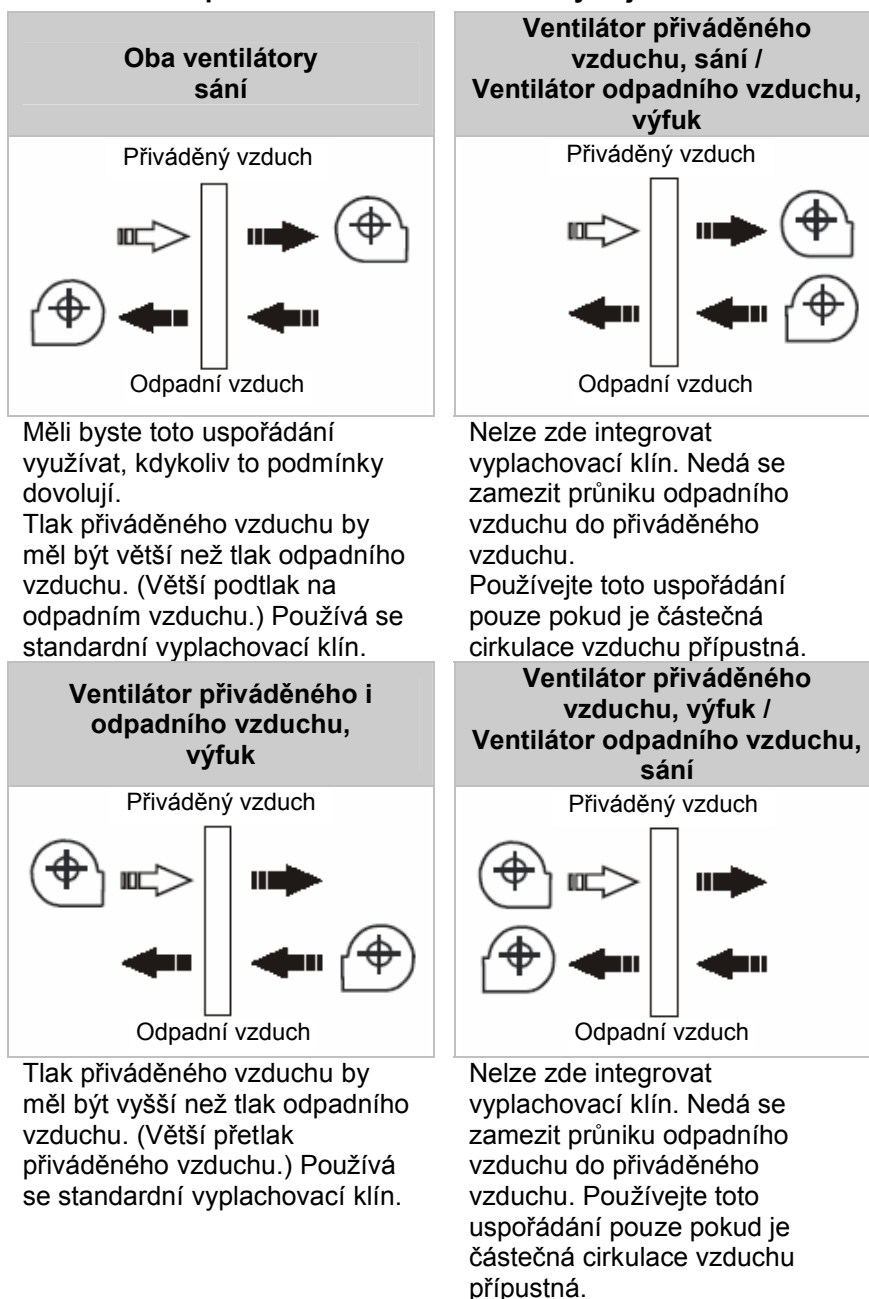 Oba ventilátory
sání
Přiváděný vzduch
Odpadní vzduch
Měli byste toto uspořádání
využívat, kdykoliv to podmínky
dovolují.
Tlak přiváděného vzduchu by
měl být větší než tlak odpadního
vzduchu. (Větší podtlak na
odpadním vzduchu.) Používá se
standardní vyplachovací klín.
Ventilátor přiváděného
vzduchu, sání /
Ventilátor odpadního vzduchu,
výfuk
Přiváděný vzduch
Odpadní vzduch
Nelze zde integrovat
vyplachovací klín. Nedá se
zamezit průniku odpadního
vzduchu do přiváděného
vzduchu.
Používejte toto uspořádání
pouze pokud je částečná
cirkulace vzduchu přípustná.
Ventilátor přiváděného i
odpadního vzduchu,
výfuk
Přiváděný vzduch
Odpadní vzduch
Tlak přiváděného vzduchu by
měl být vyšší než tlak odpadního
vzduchu. (Větší přetlak
přiváděného vzduchu.) Používá
se standardní vyplachovací klín.
Ventilátor přiváděného
vzduchu, výfuk /
Ventilátor odpadního vzduchu,
sání
Přiváděný vzduch
Odpadní vzduch
Nelze zde integrovat
vyplachovací klín. Nedá se
zamezit průniku odpadního
vzduchu do přiváděného
vzduchu. Používejte toto
uspořádání pouze pokud je
částečná cirkulace vzduchu
přípustná.